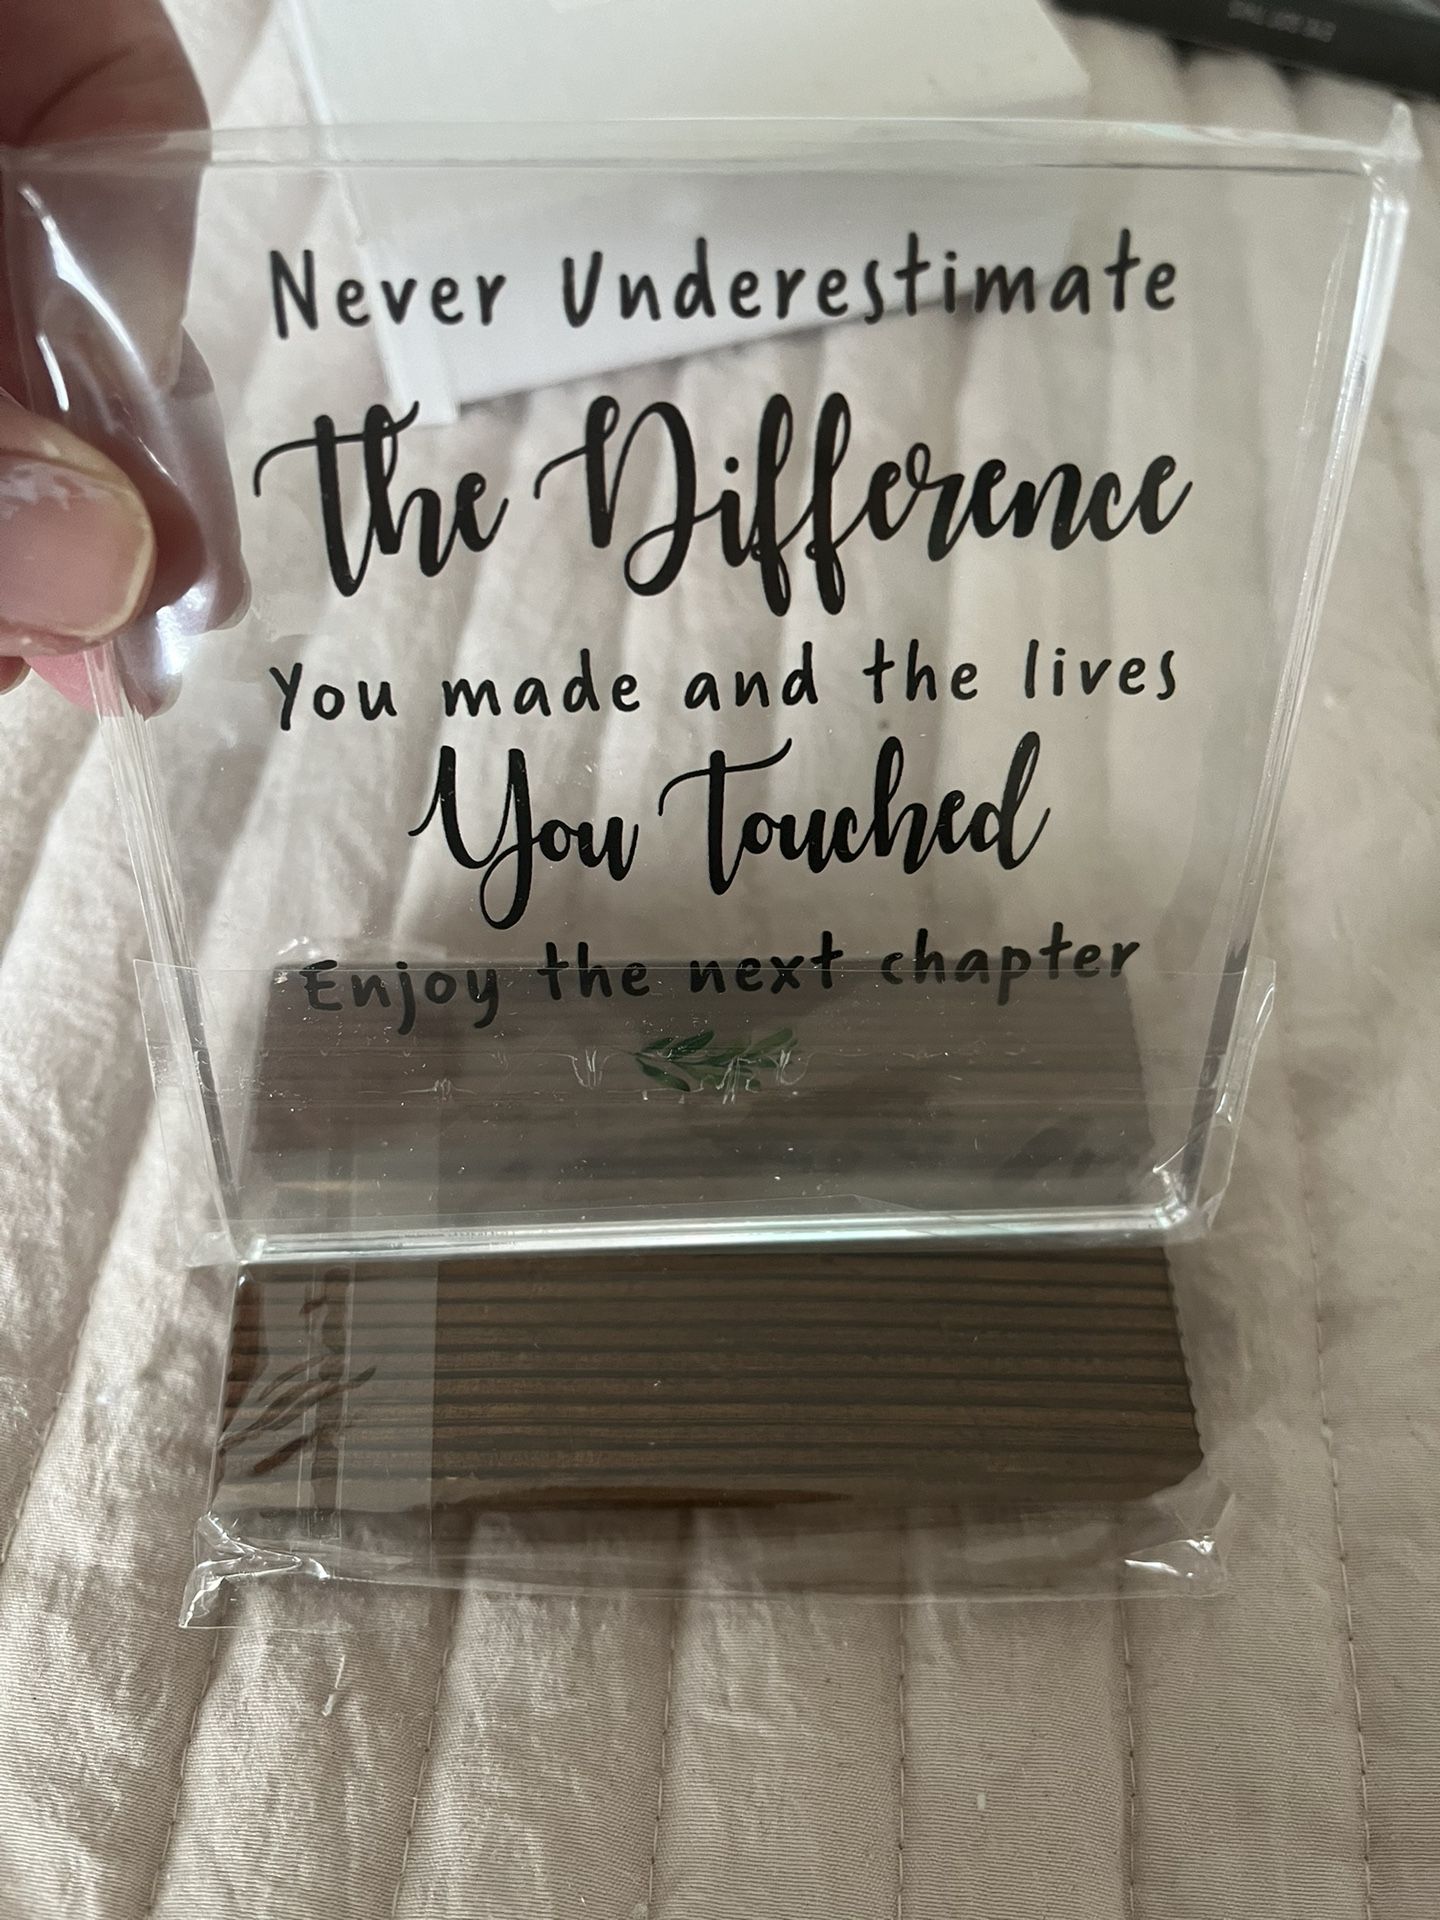 Never Underestimate
the Difference
you made and the lives
You Touched
Enjoy the next chapter